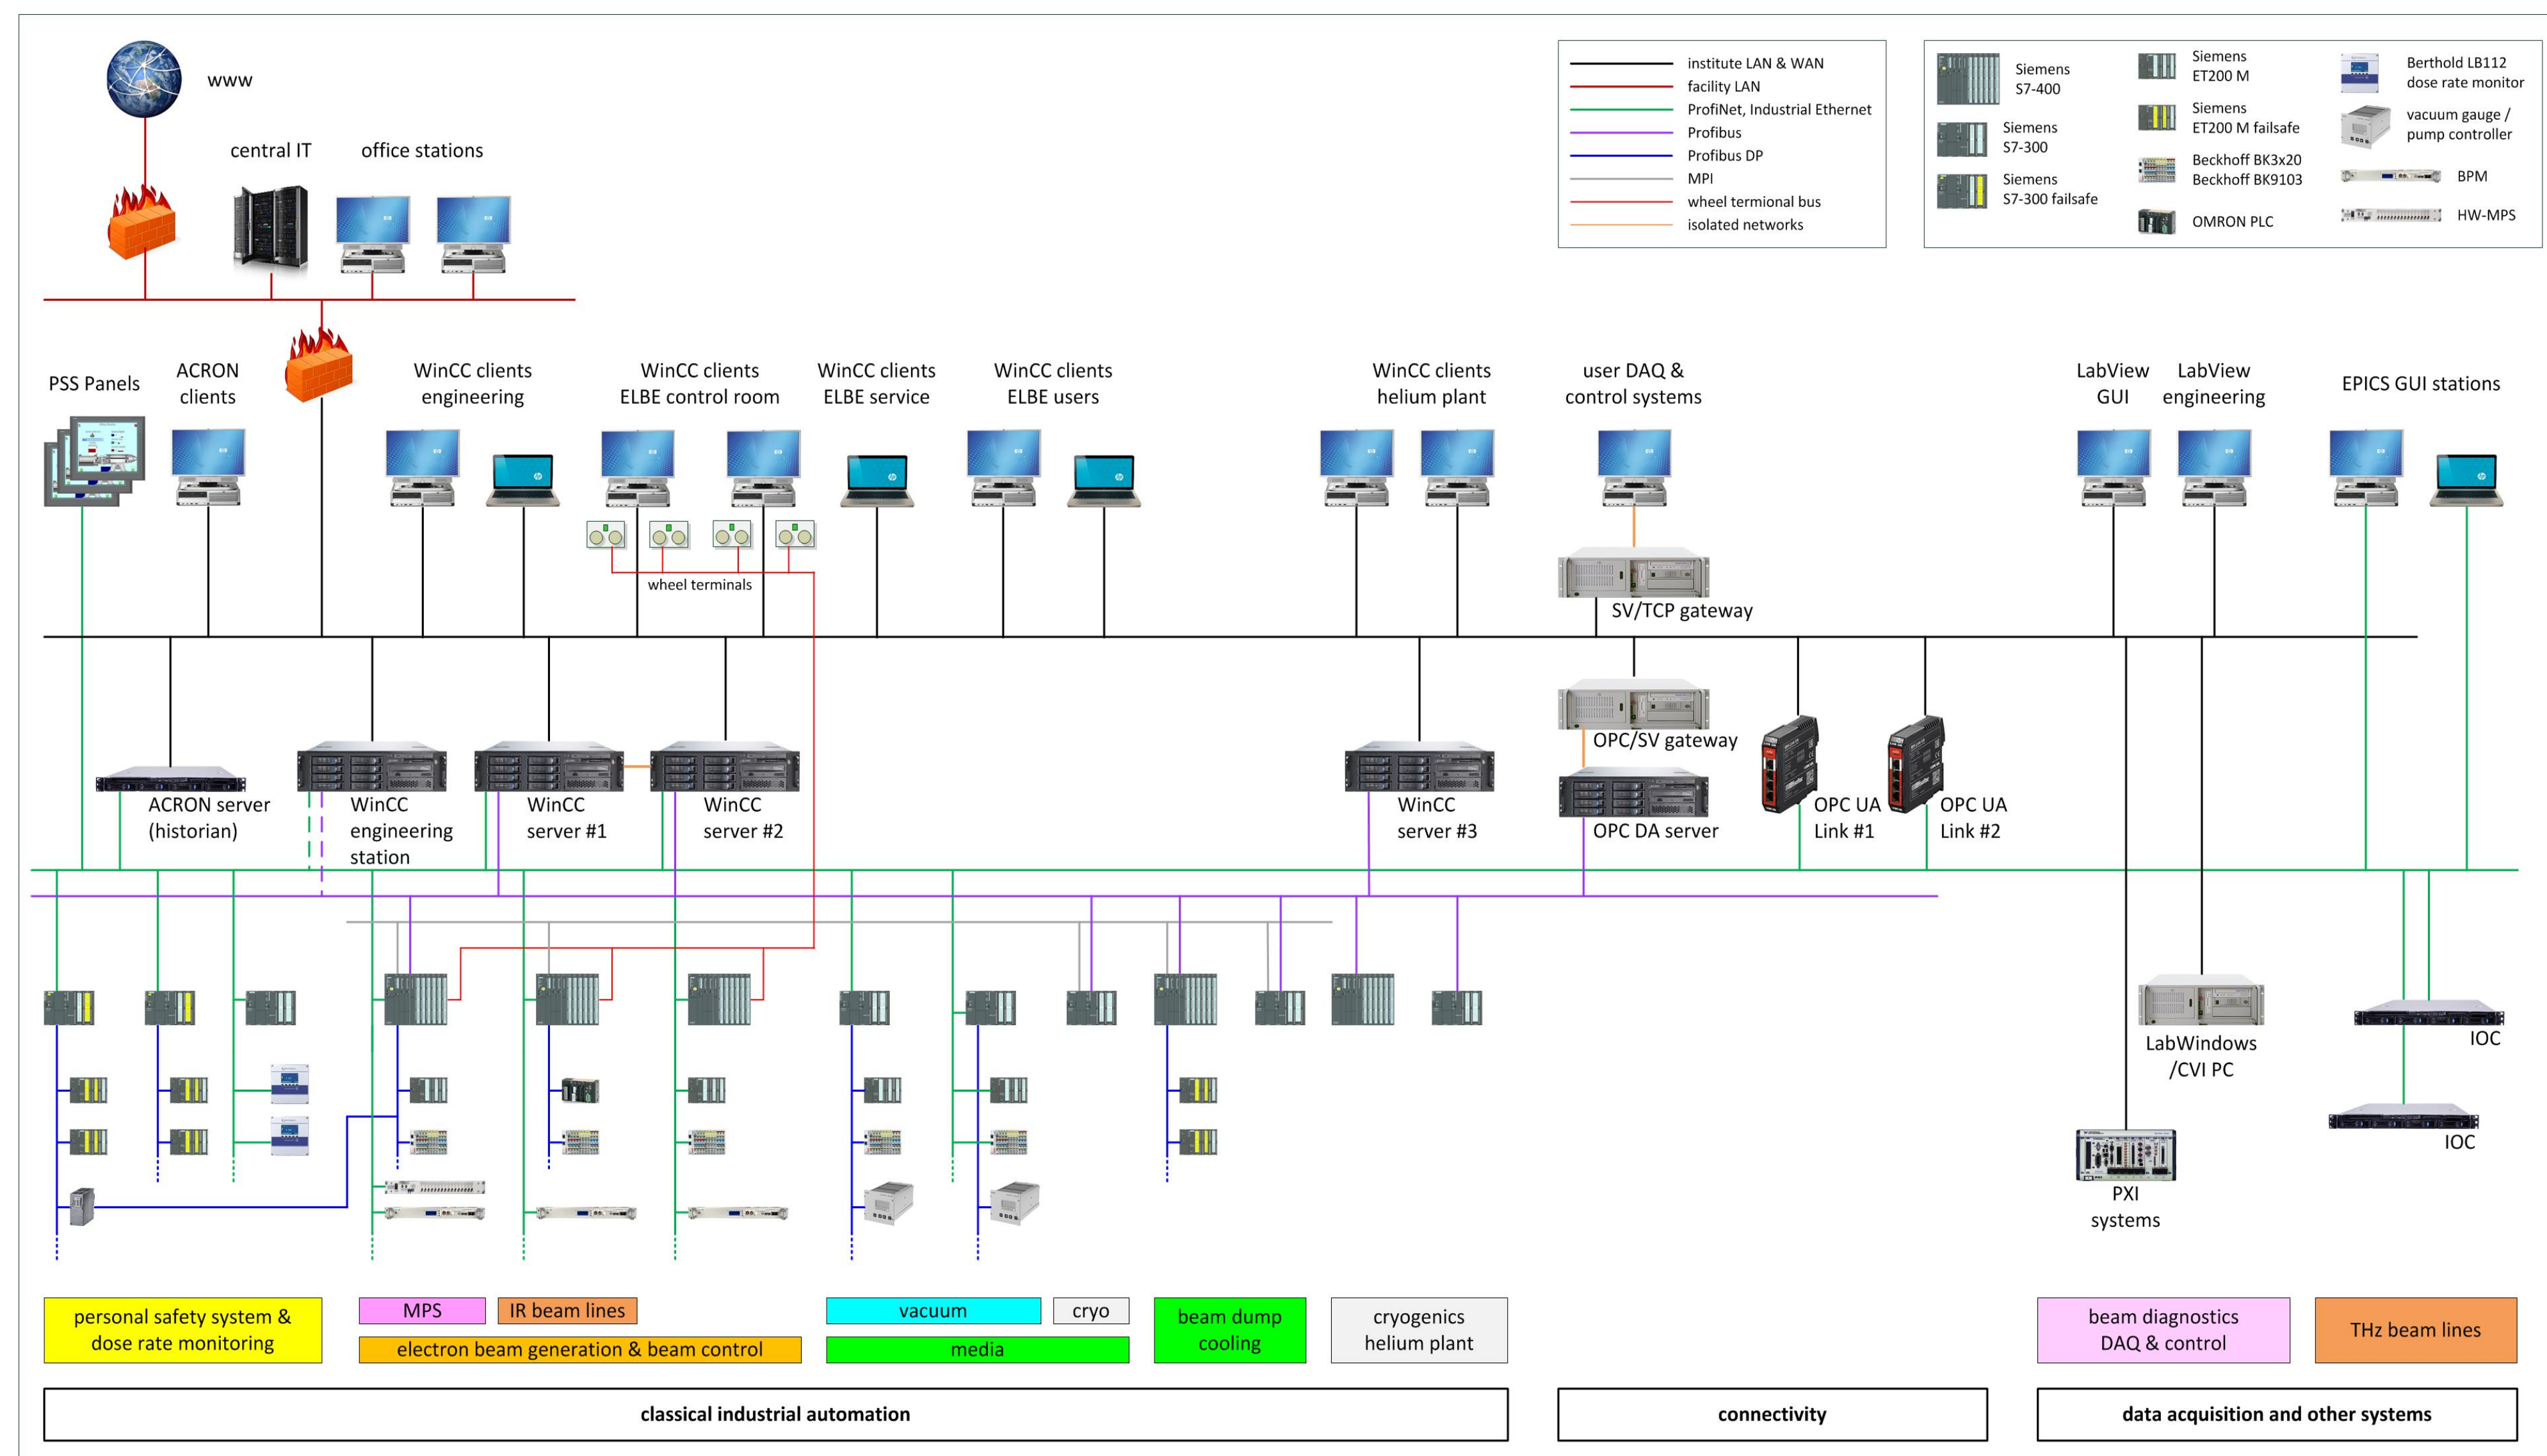 www
central IT
office stations
institute LAN & WAN
facility LAN
ProfiNet, Industrial Ethernet
Profibus
Profibus DP
MPI
wheel termional bus
isolated networks
Siemens
S7-400
Siemens
S7-300
Siemens
S7-300 failsafe
Siemens
ET200 M
Siemens
ET200 M failsafe
Beckhoff BK3x20
Beckhoff BK9103
OMRON PLC
Berthold LB112
dose rate monitor
vacuum gauge /
pump controller
BPM
HW-MPS
PSS Panels
ACRON
clients
WinCC clients
engineering
WinCC clients
ELBE control room
WinCC clients
ELBE service
WinCC clients
ELBE users
WinCC clients
helium plant
user DAQ &
control systems
LabView
GUI
LabView
engineering
EPICS GUI stations
wheel terminals
SV/TCP gateway
OPC/SV gateway
ACRON server
(historian)
WinCC
engineering
station
WinCC
server #1
WinCC
server #2
WinCC
server #3
OPC DA server
OPC UA
Link #1
OPC UA
Link #2
LabWindows
/CVI PC
IOC
IOC
PXI
systems
personal safety system &
dose rate monitoring
MPS
IR beam lines
electron beam generation & beam control
vacuum
cryo
media
beam dump
cooling
cryogenics
helium plant
beam diagnostics
DAQ & control
THz beam lines
classical industrial automation
connectivity
data acquisition and other systems